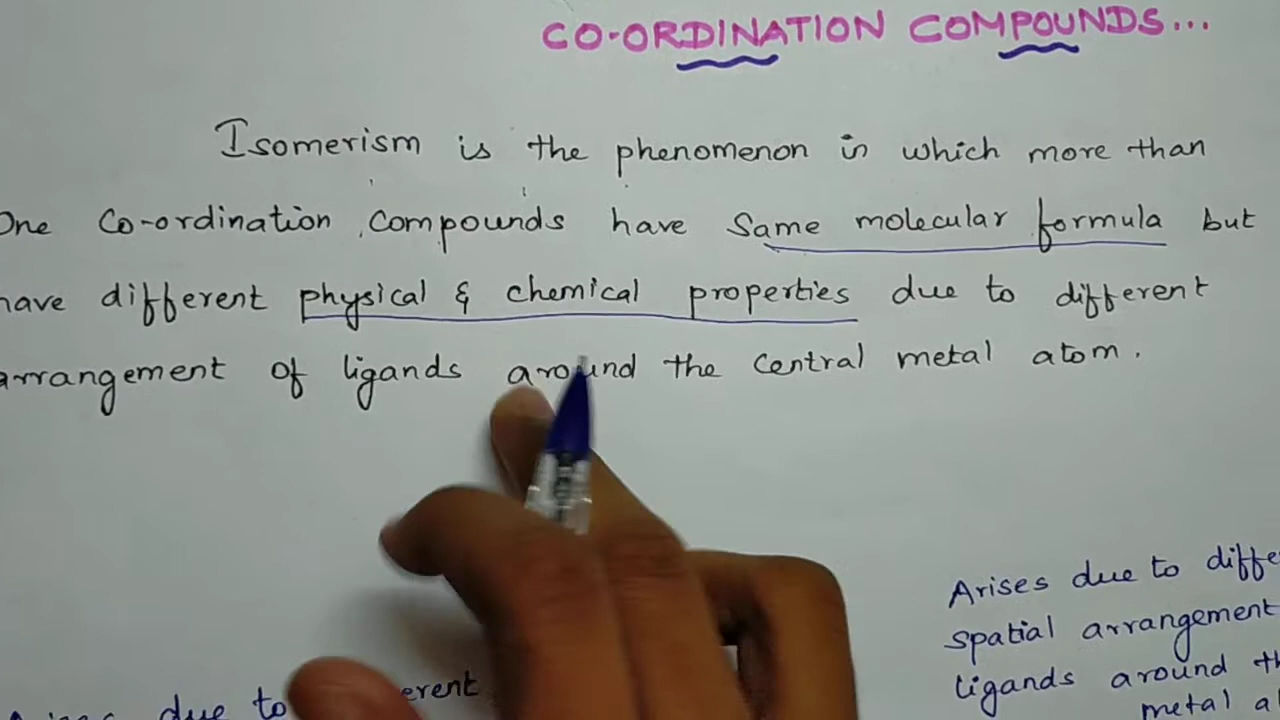 CO-ORDINATION COMPOUNDS...
Isomerism is the phenomenon in which more than
One Co-ordination Compounds have Same molecular formula but
have different physical & chemical properties due to different
arrangement of ligands around the central metal atom.
Arises due to
spatial arrangement
ligands around
metal
due to